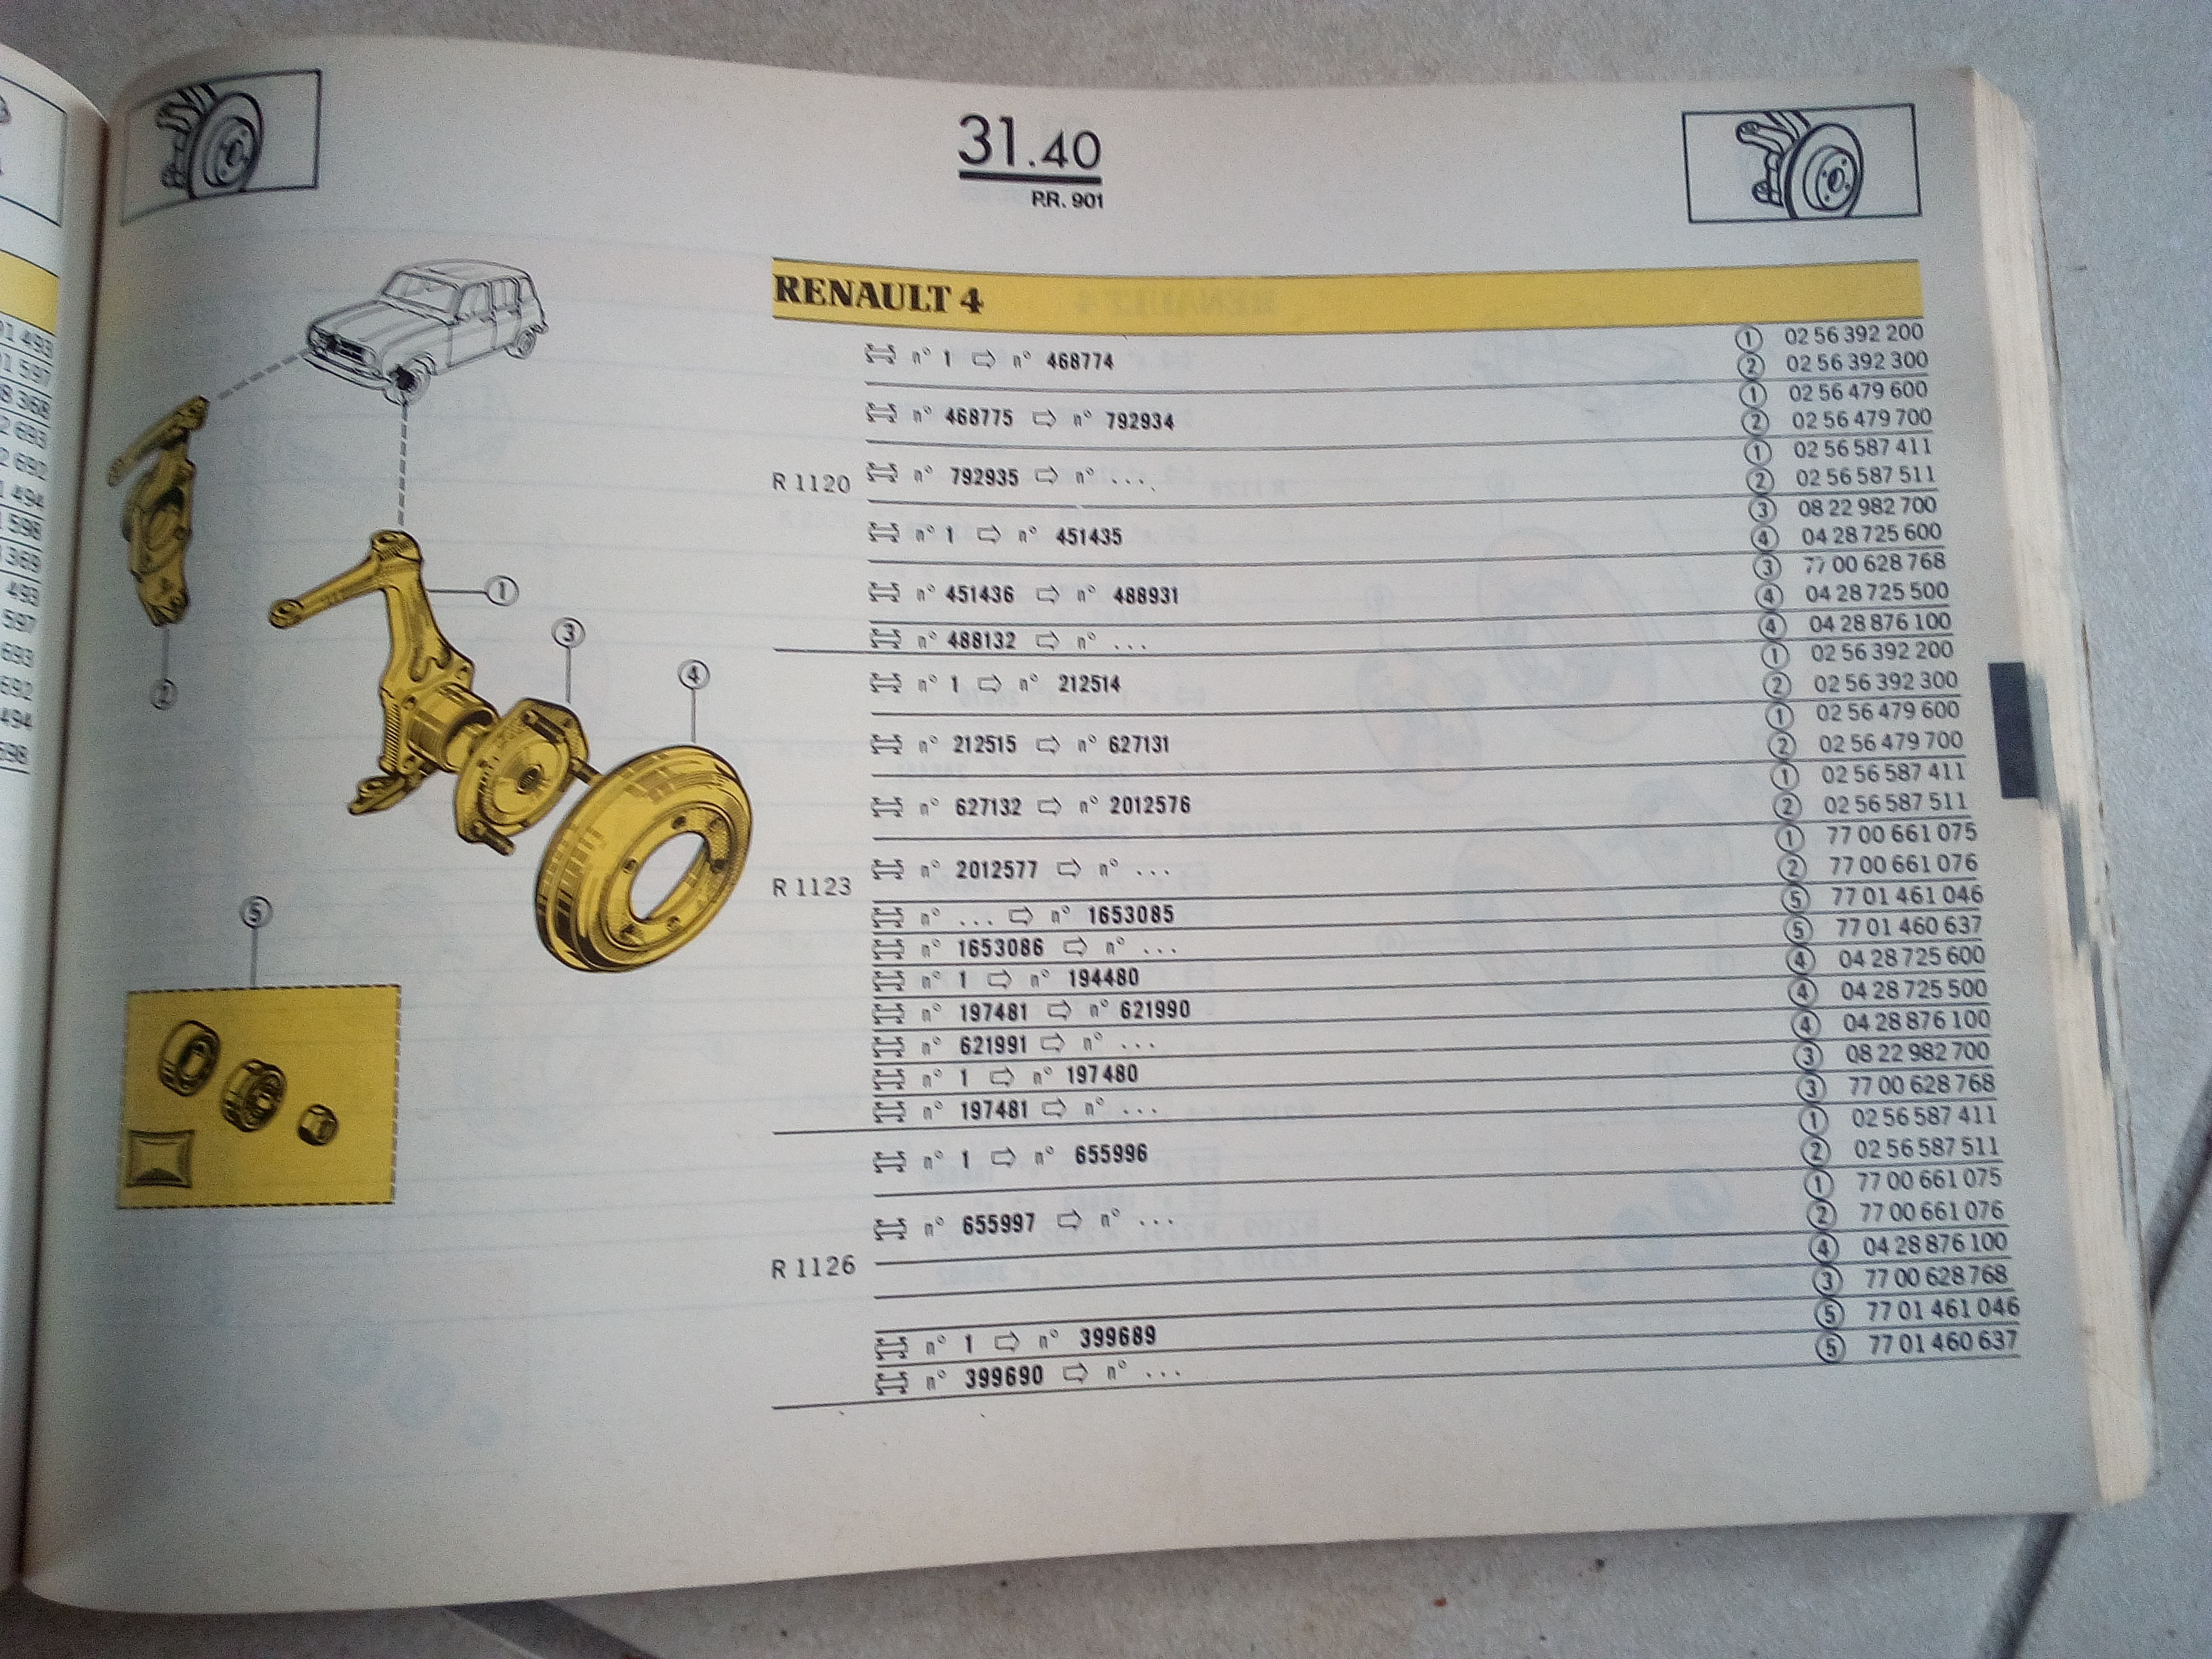 31.40
P.R. 901
RENAULT 4
n° 1 ⇨ n° 468774 ① 02 56 392 200
② 02 56 392 300
n° 468775 ⇨ n° 792934 ① 02 56 479 600
② 02 56 479 700
R 1120 n° 792935 ⇨ n° .... ① 02 56 587 411
② 02 56 587 511
n° 1 ⇨ n° 451435 ③ 08 22 982 700
④ 04 28 725 600
n° 451436 ⇨ n° 488931 ③ 77 00 628 768
④ 04 28 725 500
n° 488132 ⇨ n° ... ④ 04 28 876 100
n° 1 ⇨ n° 212514 ① 02 56 392 200
② 02 56 392 300
n° 212515 ⇨ n° 627131 ① 02 56 479 600
② 02 56 479 700
n° 627132 ⇨ n° 2012576 ① 02 56 587 411
② 02 56 587 511
R 1123 n° 2012577 ⇨ n° ... ① 77 00 661 075
② 77 00 661 076
n° ... ⇨ n° 1653085 ⑤ 77 01 461 046
n° 1653086 ⇨ n° ... ⑤ 77 01 460 637
n° 1 ⇨ n° 194480 ④ 04 28 725 600
n° 197481 ⇨ n° 621990 ④ 04 28 725 500
n° 621991 ⇨ n° ... ④ 04 28 876 100
n° 1 ⇨ n° 197480 ③ 08 22 982 700
n° 197481 ⇨ n° ... ③ 77 00 628 768
n° 1 ⇨ n° 655996 ① 02 56 587 411
② 02 56 587 511
n° 655997 ⇨ n° ... ① 77 00 661 075
② 77 00 661 076
R 1126 ④ 04 28 876 100
③ 77 00 628 768
n° 1 ⇨ n° 399689 ⑤ 77 01 461 046
n° 399690 ⇨ n° ... ⑤ 77 01 460 637
①
②
③
④
⑤